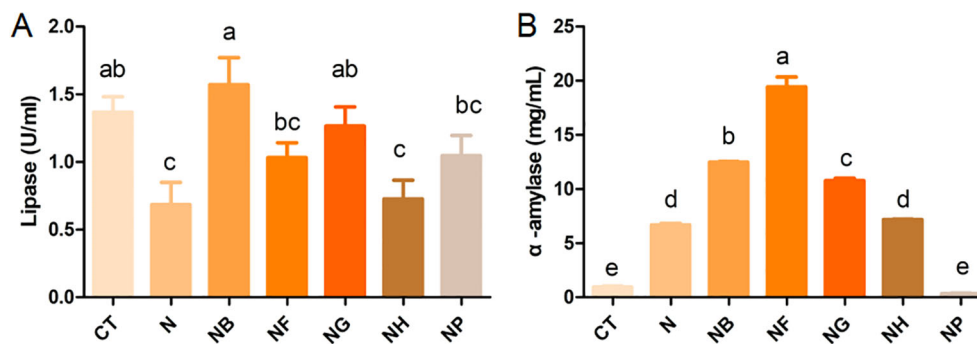 A
Lipase (U/ml)
2.0
1.5
1.0
0.5
0.0
ab
c
a
bc
ab
c
bc
CT
N
NB
NF
NG
NH
NP
B
α -amylase (mg/mL)
25
20
15
10
5
0
e
d
b
a
c
d
e
CT
N
NB
NF
NG
NH
NP